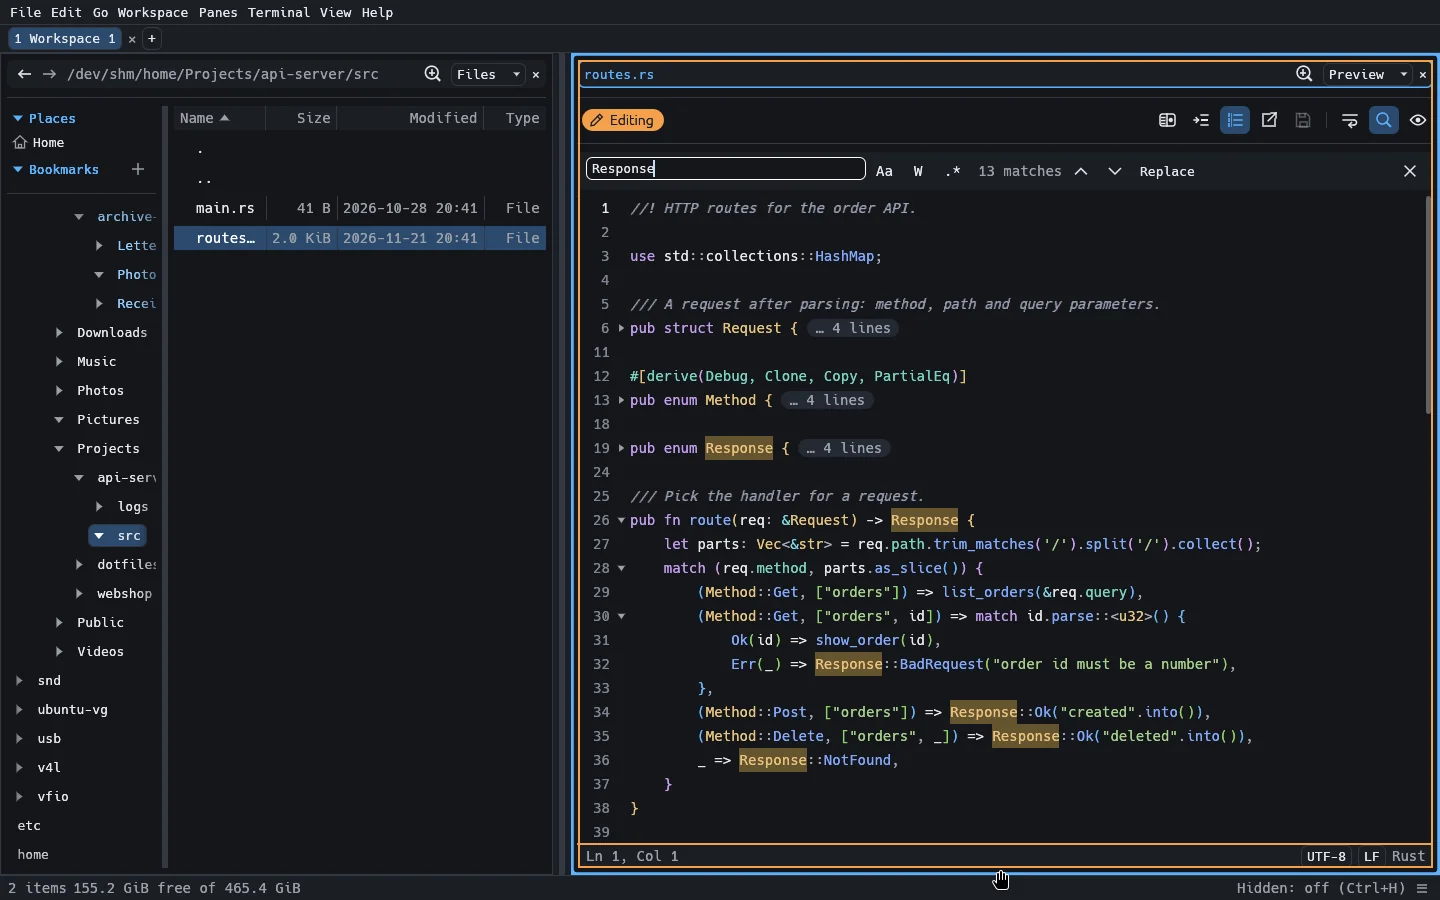 File Edit Go Workspace Panes Terminal View Help
1 Workspace 1 × +
← → /dev/shm/home/Projects/api-server/src Files ×
Places
Home
Bookmarks +
archive-
Lette
Photo
Recei
Downloads
Music
Photos
Pictures
Projects
api-serv
logs
src
dotfiles
webshop
Public
Videos
snd
ubuntu-vg
usb
v4l
vfio
etc
home
Name Size Modified Type
.
..
main.rs 41 B 2026-10-28 20:41 File
routes… 2.0 KiB 2026-11-21 20:41 File
routes.rs Preview ×
Editing
Response Aa W .* 13 matches Replace
1 //! HTTP routes for the order API.
2
3 use std::collections::HashMap;
4
5 /// A request after parsing: method, path and query parameters.
6 pub struct Request { … 4 lines
11
12 #[derive(Debug, Clone, Copy, PartialEq)]
13 pub enum Method { … 4 lines
18
19 pub enum Response { … 4 lines
24
25 /// Pick the handler for a request.
26 pub fn route(req: &Request) -> Response {
27 let parts: Vec<&str> = req.path.trim_matches('/').split('/').collect();
28 match (req.method, parts.as_slice()) {
29 (Method::Get, ["orders"]) => list_orders(&req.query),
30 (Method::Get, ["orders", id]) => match id.parse::<u32>() {
31 Ok(id) => show_order(id),
32 Err(_) => Response::BadRequest("order id must be a number"),
33 },
34 (Method::Post, ["orders"]) => Response::Ok("created".into()),
35 (Method::Delete, ["orders", _]) => Response::Ok("deleted".into()),
36 _ => Response::NotFound,
37 }
38 }
39
Ln 1, Col 1 UTF-8 LF Rust
2 items 155.2 GiB free of 465.4 GiB Hidden: off (Ctrl+H)